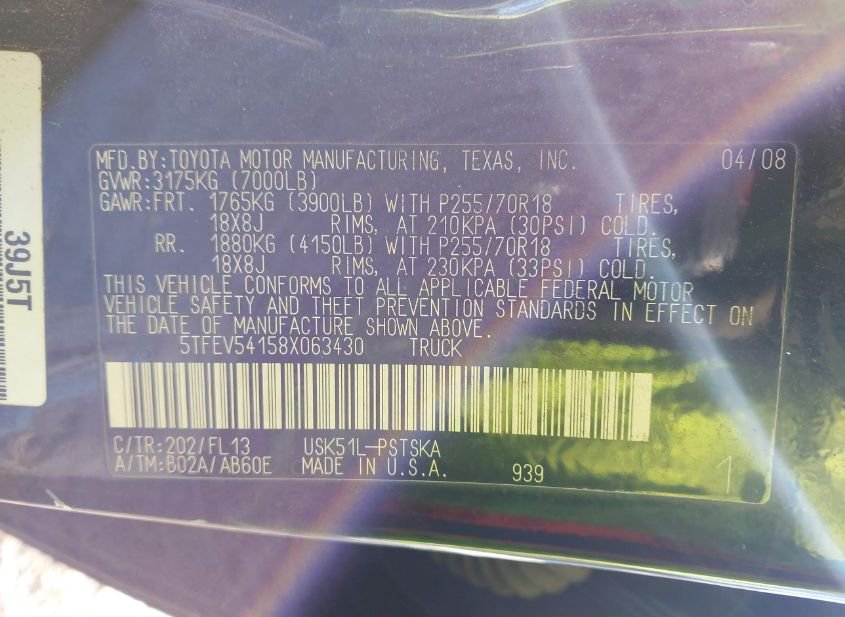 MFD. BY: TOYOTA MOTOR MANUFACTURING, TEXAS, INC. 04/08
GVWR: 3175KG (7000LB)
GAWR: FRT. 1765KG (3900LB) WITH P255/70R18 TIRES,
18X8J RIMS, AT 210KPA (30PSI) COLD.
RR. 1880KG (4150LB) WITH P255/70R18 TIRES,
18X8J RIMS, AT 230KPA (33PSI) COLD.
THIS VEHICLE CONFORMS TO ALL APPLICABLE FEDERAL MOTOR
VEHICLE SAFETY AND THEFT PREVENTION STANDARDS IN EFFECT ON
THE DATE OF MANUFACTURE SHOWN ABOVE.
5TFEV54158X063430 TRUCK
C/TR: 202/FL13 USK51L-PSTSKA
A/TM: B02A/AB60E MADE IN U.S.A. 939 1
39J5T